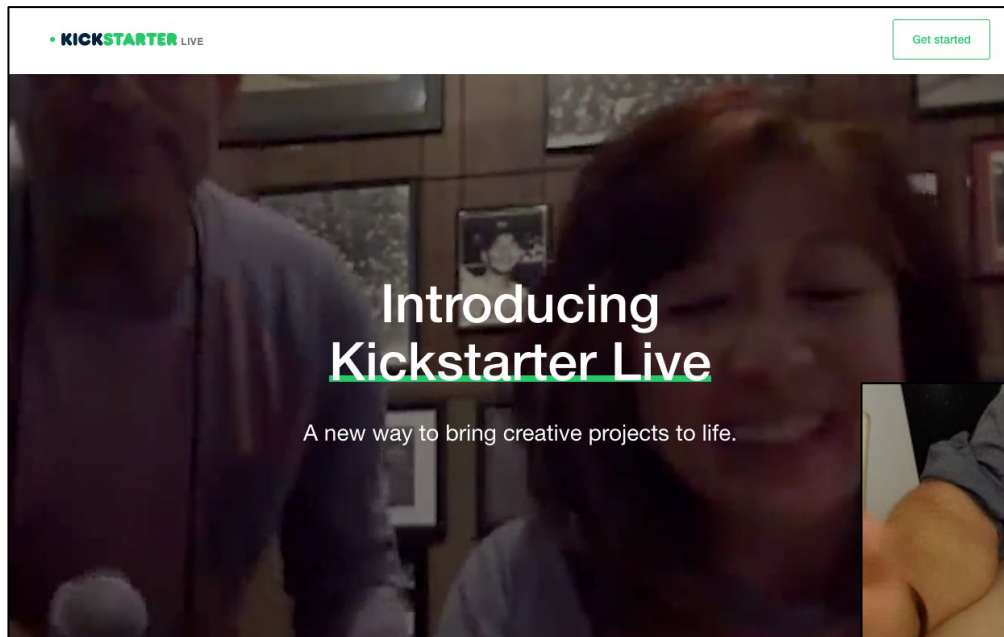 KICKSTARTER LIVE
Get started
Introducing
Kickstarter Live
A new way to bring creative projects to life.